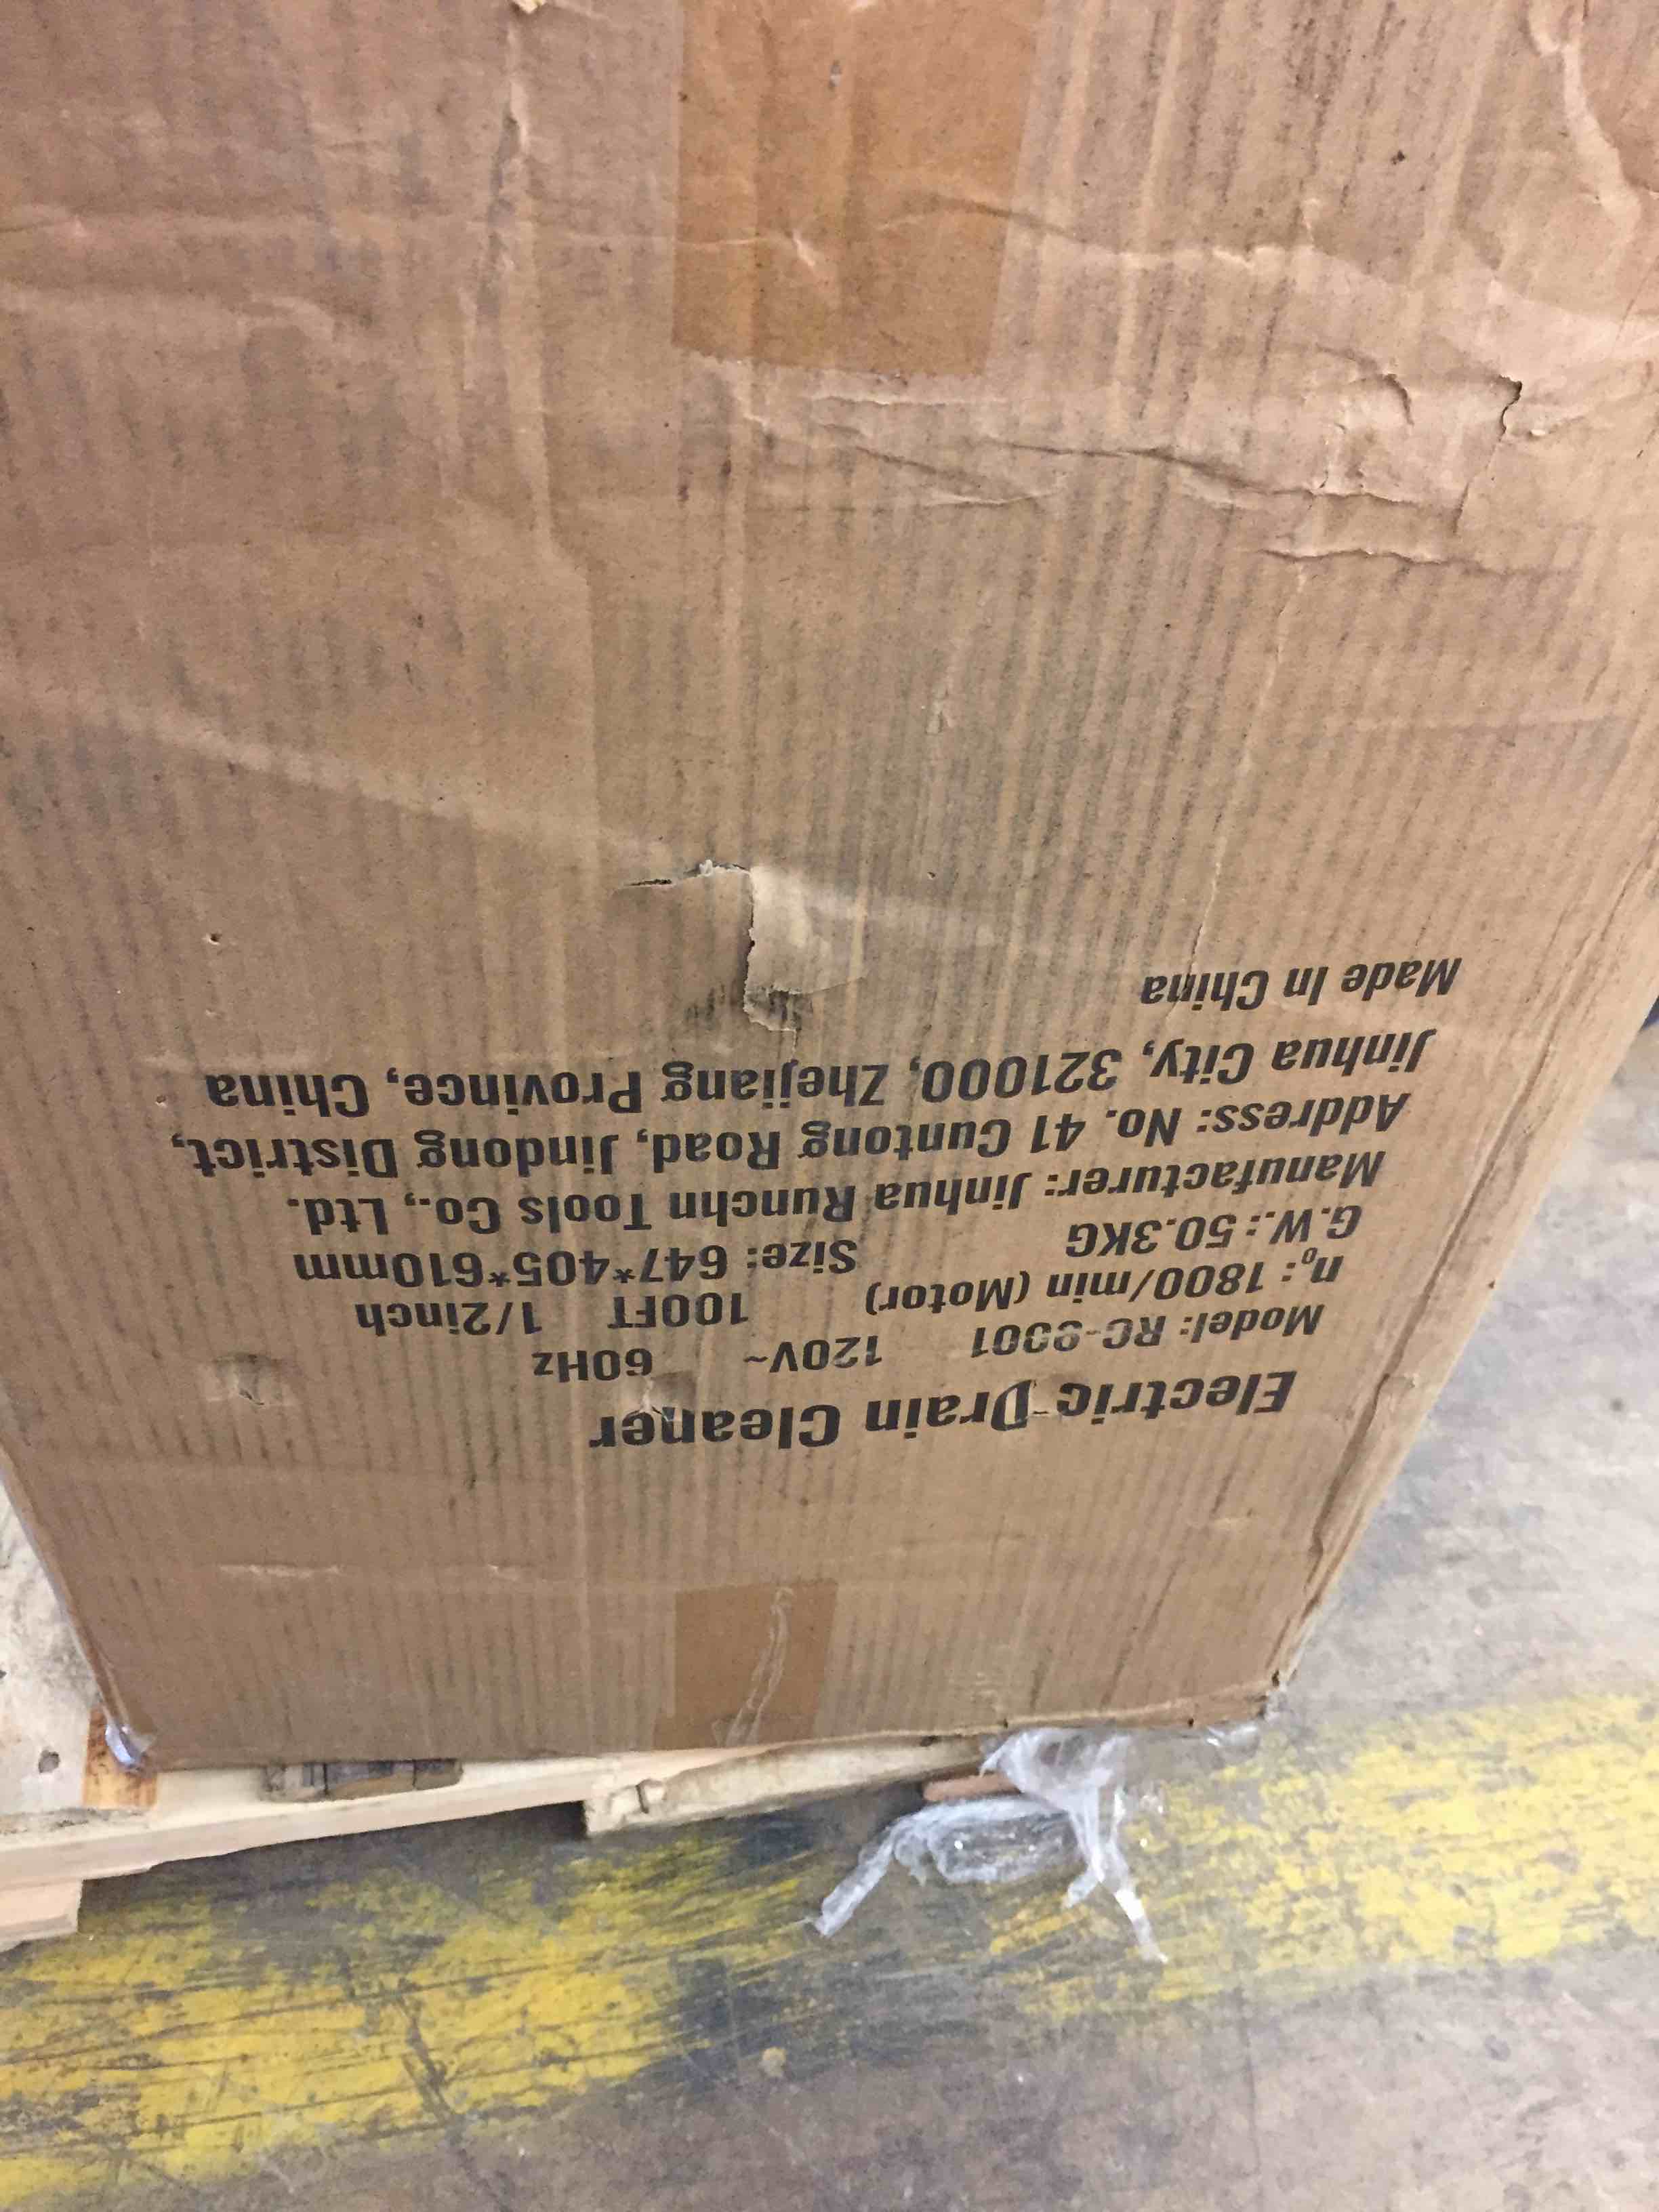 Electric Drain Cleaner
Model: 120V~ 60Hz
n₀: 1800/min (Motor) 100FT 1/2inch
G.W.: 50.3KG Size: 647*405*610mm
Manufacturer: Jinhua Runchn Tools Co., Ltd.
Address: No. 41 Cuntong Road, Jindong District,
Jinhua City, 321000, Zhejiang Province, China
Made In China